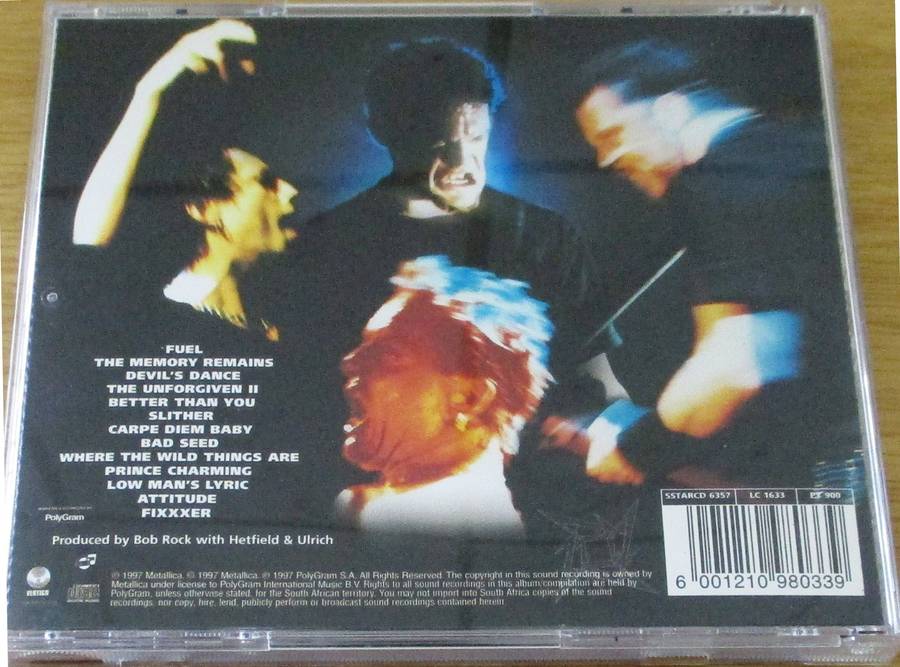 FUEL
THE MEMORY REMAINS
DEVIL'S DANCE
THE UNFORGIVEN II
BETTER THAN YOU
SLITHER
CARPE DIEM BABY
BAD SEED
WHERE THE WILD THINGS ARE
PRINCE CHARMING
LOW MAN'S LYRIC
ATTITUDE
FIXXXER
PolyGram
Produced by Bob Rock with Hetfield & Ulrich
SSTARCD 6357 LC 1633 PY 900
6 001210 980339
VERTIGO
℗ 1997 Metallica. © 1997 Metallica. ℗ 1997 PolyGram S.A. All Rights Reserved. The copyright in this sound recording is owned by
Metallica under license to PolyGram International Music B.V. Rights to all sound recordings in this album/compilation are held by
PolyGram, unless otherwise stated, for the South African territory. You may not import into South Africa copies of the sound
recordings, nor copy, hire, lend, publicly perform or broadcast sound recordings contained herein